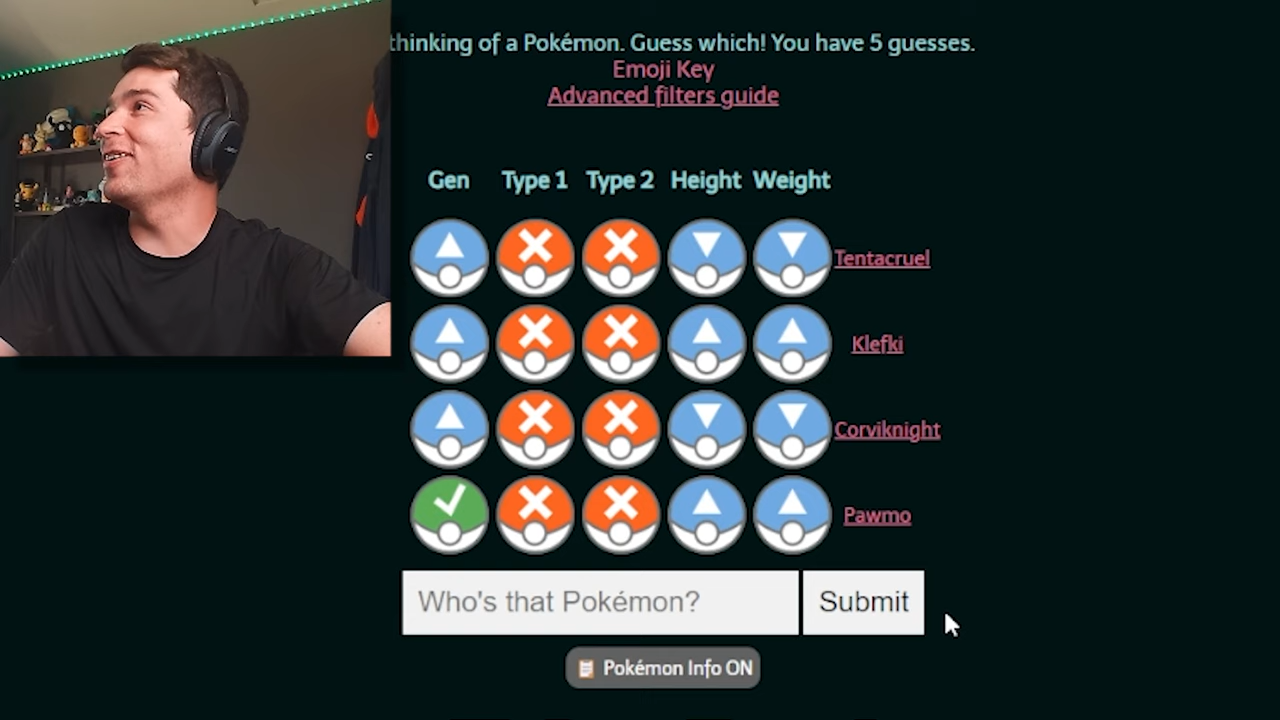 thinking of a Pokémon. Guess which! You have 5 guesses.
Emoji Key
Advanced filters guide
Gen Type 1 Type 2 Height Weight
Tentacruel
Klefki
Corviknight
Pawmo
Who's that Pokémon? Submit
Pokémon Info ON